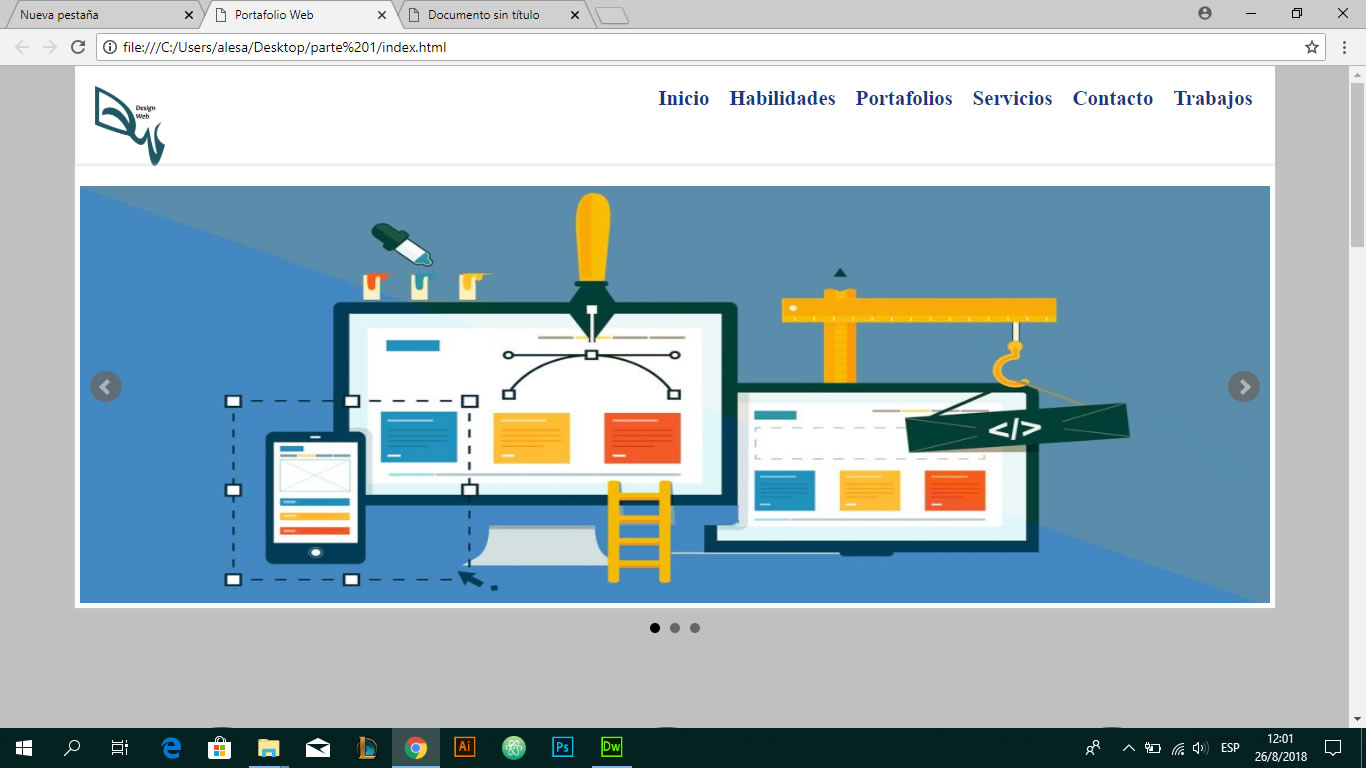 Nueva pestaña
Portafolio Web
Documento sin título
file:///C:/Users/alesa/Desktop/parte%201/index.html
Design
Web
Inicio Habilidades Portafolios Servicios Contacto Trabajos
</>
Ai
Ps
Dw
ESP
12:01
26/8/2018